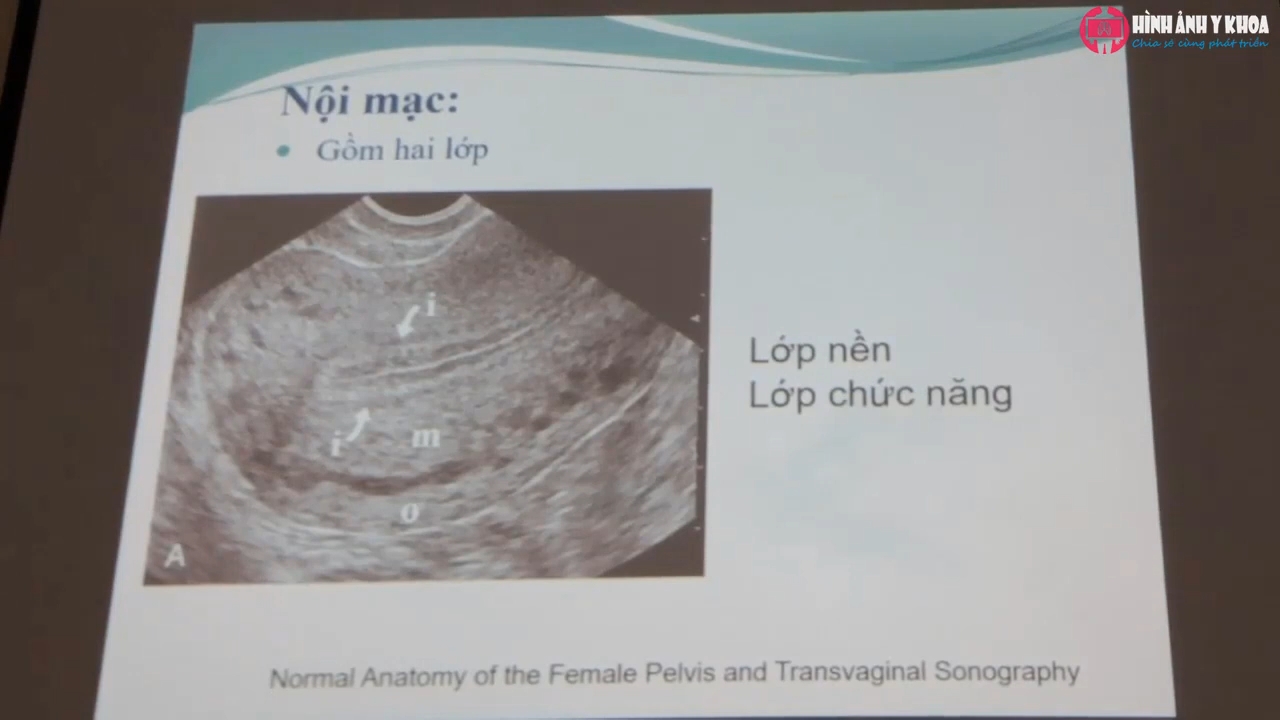 HÌNH ẢNH Y KHOA
Chia sẻ cùng phát triển
Nội mạc:
Gồm hai lớp
i
i
m
o
A
Lớp nền
Lớp chức năng
Normal Anatomy of the Female Pelvis and Transvaginal Sonography